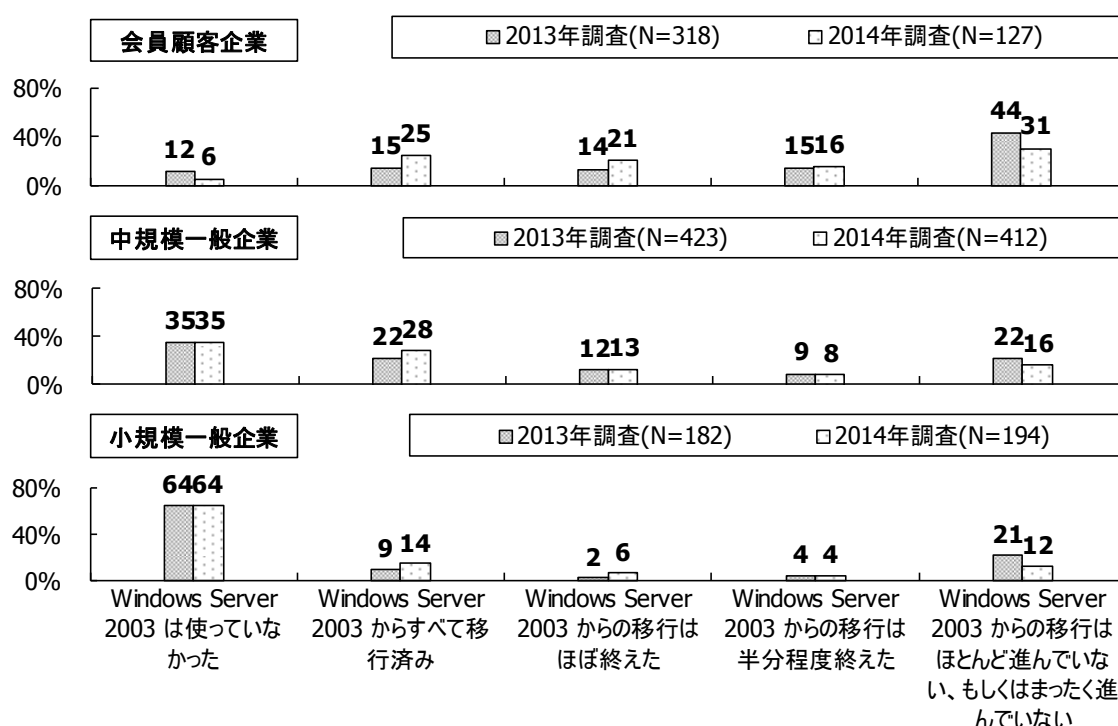 会員顧客企業
2013年調査(N=318) 2014年調査(N=127)
80%
40%
0%
12 6 15 25 14 21 15 16 44 31
中規模一般企業
2013年調査(N=423) 2014年調査(N=412)
80%
40%
0%
35 35 22 28 12 13 9 8 22 16
小規模一般企業
2013年調査(N=182) 2014年調査(N=194)
80%
40%
0%
64 64 9 14 2 6 4 4 21 12
Windows Server
2003 は使っていな
かった
Windows Server
2003 からすべて移
行済み
Windows Server
2003 からの移行は
ほぼ終えた
Windows Server
2003 からの移行は
半分程度終えた
Windows Server
2003 からの移行は
ほとんど進んでいな
い、もしくはまったく進
んでいない